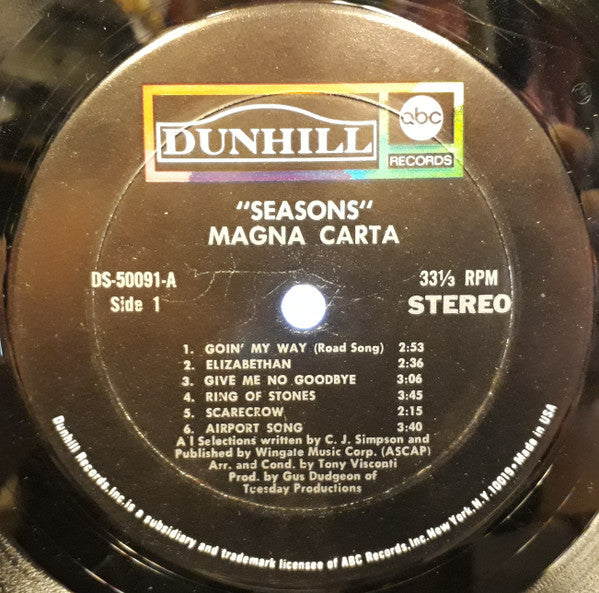 DUNHILL
abc
RECORDS
"SEASONS"
MAGNA CARTA
DS-50091-A
Side 1
33⅓ RPM
STEREO
1. GOIN' MY WAY (Road Song) 2:53
2. ELIZABETHAN 2:36
3. GIVE ME NO GOODBYE 3:06
4. RING OF STONES 3:45
5. SCARECROW 2:15
6. AIRPORT SONG 3:40
A l Selections written by C. J. Simpson and
Published by Wingate Music Corp. (ASCAP)
Arr. and Cond. by Tony Visconti
Prod. by Gus Dudgeon of
Tuesday Productions
Dunhill Records, Inc. is a subsidiary and trademark licensee of ABC Records, Inc. New York, N.Y. 10019 • Made in USA